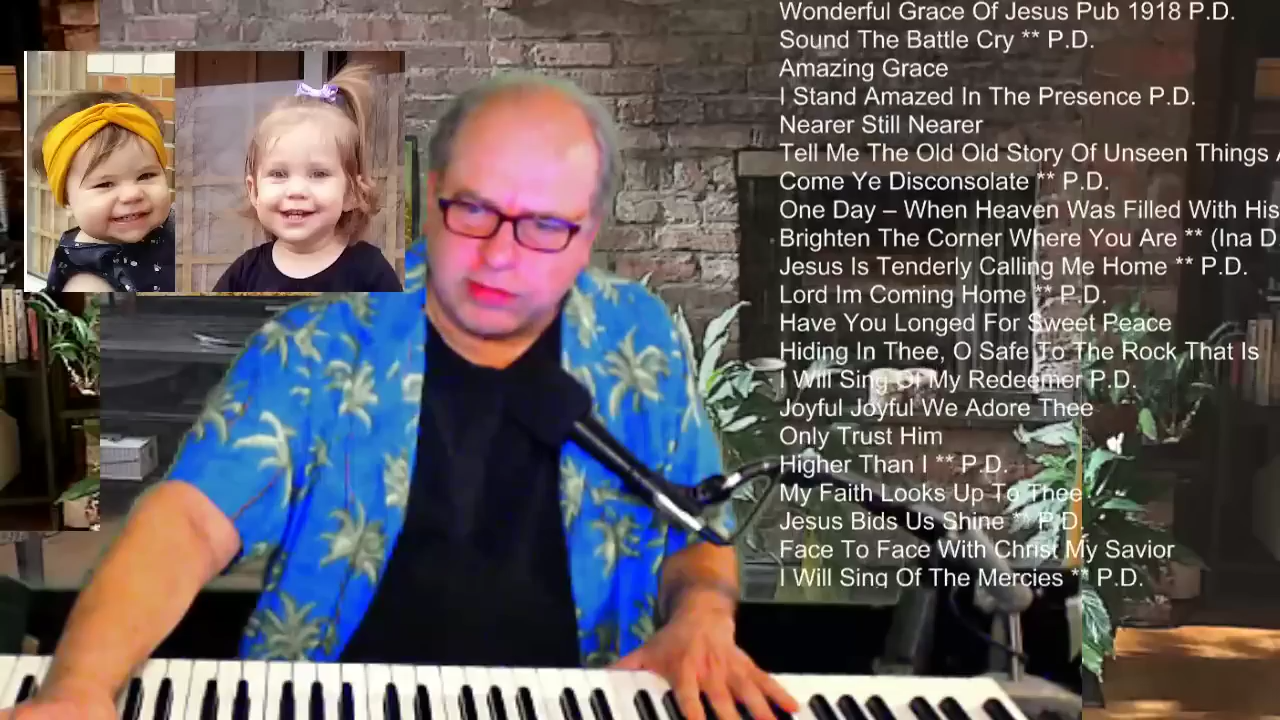 Wonderful Grace Of Jesus Pub 1918 P.D.
Sound The Battle Cry ** P.D.
Amazing Grace
I Stand Amazed In The Presence P.D.
Nearer Still Nearer
Tell Me The Old Old Story Of Unseen Things
Come Ye Disconsolate ** P.D.
One Day – When Heaven Was Filled With His
Brighten The Corner Where You Are ** (Ina D
Jesus Is Tenderly Calling Me Home ** P.D.
Lord Im Coming Home ** P.D.
Have You Longed For Sweet Peace
Hiding In Thee, O Safe To The Rock That Is
I Will Sing Of My Redeemer P.D.
Joyful Joyful We Adore Thee
Only Trust Him
Higher Than I ** P.D.
My Faith Looks Up To Thee
Jesus Bids Us Shine ** P.D.
Face To Face With Christ My Savior
I Will Sing Of The Mercies ** P.D.